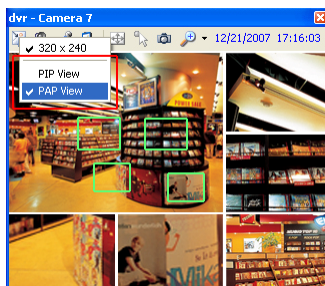 dvr - Camera 7
12/21/2007 17:16:03
320 x 240
PIP View
PAP View
POWER SALE